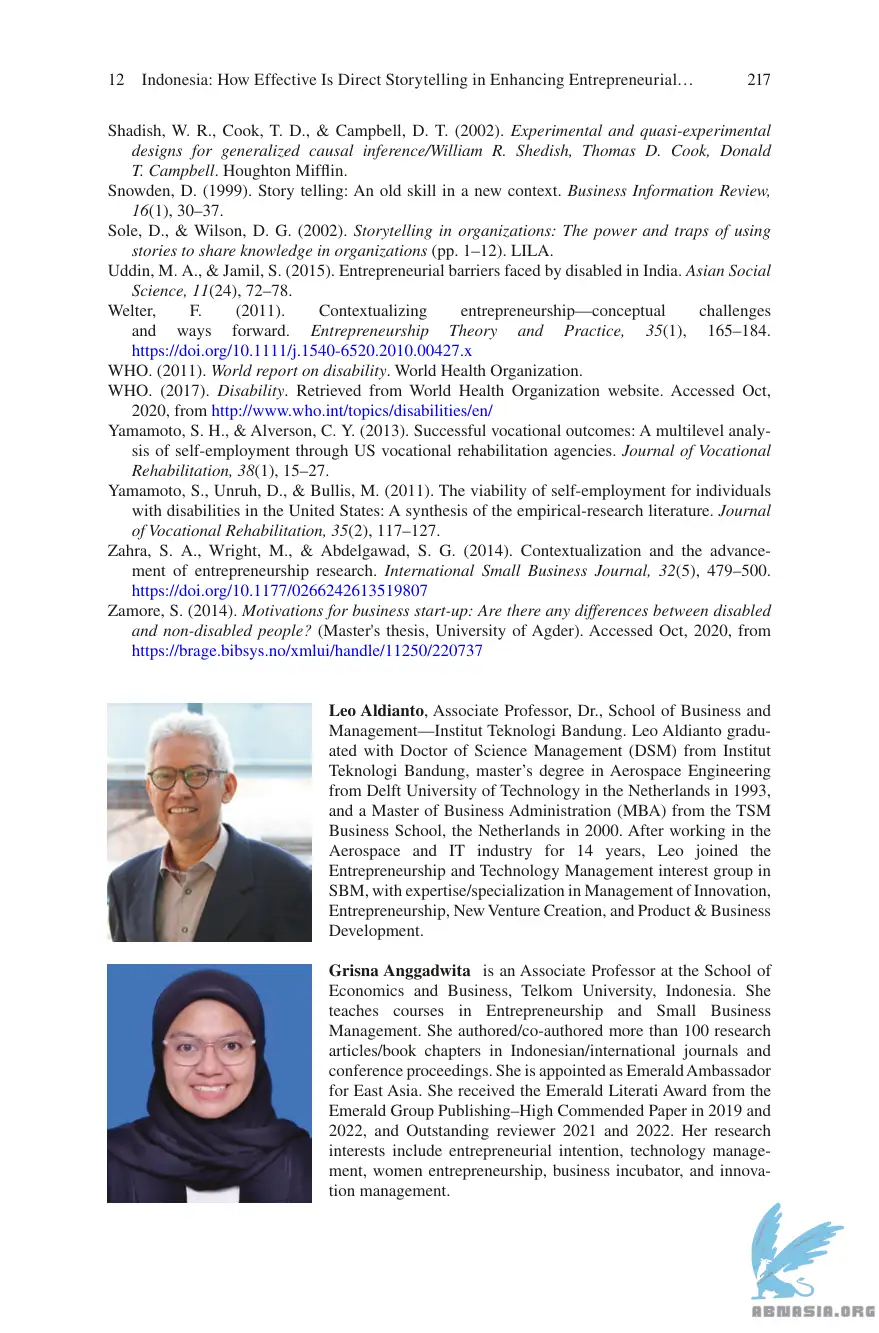 12 Indonesia: How Effective Is Direct Storytelling in Enhancing Entrepreneurial… 217
Shadish, W. R., Cook, T. D., & Campbell, D. T. (2002). Experimental and quasi-experimental
designs for generalized causal inference/William R. Shedish, Thomas D. Cook, Donald
T. Campbell. Houghton Mifflin.
Snowden, D. (1999). Story telling: An old skill in a new context. Business Information Review,
16(1), 30–37.
Sole, D., & Wilson, D. G. (2002). Storytelling in organizations: The power and traps of using
stories to share knowledge in organizations (pp. 1–12). LILA.
Uddin, M. A., & Jamil, S. (2015). Entrepreneurial barriers faced by disabled in India. Asian Social
Science, 11(24), 72–78.
Welter, F. (2011). Contextualizing entrepreneurship—conceptual challenges
and ways forward. Entrepreneurship Theory and Practice, 35(1), 165–184.
https://doi.org/10.1111/j.1540-6520.2010.00427.x
WHO. (2011). World report on disability. World Health Organization.
WHO. (2017). Disability. Retrieved from World Health Organization website. Accessed Oct,
2020, from http://www.who.int/topics/disabilities/en/
Yamamoto, S. H., & Alverson, C. Y. (2013). Successful vocational outcomes: A multilevel analy-
sis of self-employment through US vocational rehabilitation agencies. Journal of Vocational
Rehabilitation, 38(1), 15–27.
Yamamoto, S., Unruh, D., & Bullis, M. (2011). The viability of self-employment for individuals
with disabilities in the United States: A synthesis of the empirical-research literature. Journal
of Vocational Rehabilitation, 35(2), 117–127.
Zahra, S. A., Wright, M., & Abdelgawad, S. G. (2014). Contextualization and the advance-
ment of entrepreneurship research. International Small Business Journal, 32(5), 479–500.
https://doi.org/10.1177/0266242613519807
Zamore, S. (2014). Motivations for business start-up: Are there any differences between disabled
and non-disabled people? (Master's thesis, University of Agder). Accessed Oct, 2020, from
https://brage.bibsys.no/xmlui/handle/11250/220737
Leo Aldianto, Associate Professor, Dr., School of Business and
Management—Institut Teknologi Bandung. Leo Aldianto gradu-
ated with Doctor of Science Management (DSM) from Institut
Teknologi Bandung, master's degree in Aerospace Engineering
from Delft University of Technology in the Netherlands in 1993,
and a Master of Business Administration (MBA) from the TSM
Business School, the Netherlands in 2000. After working in the
Aerospace and IT industry for 14 years, Leo joined the
Entrepreneurship and Technology Management interest group in
SBM, with expertise/specialization in Management of Innovation,
Entrepreneurship, New Venture Creation, and Product & Business
Development.
Grisna Anggadwita is an Associate Professor at the School of
Economics and Business, Telkom University, Indonesia. She
teaches courses in Entrepreneurship and Small Business
Management. She authored/co-authored more than 100 research
articles/book chapters in Indonesian/international journals and
conference proceedings. She is appointed as Emerald Ambassador
for East Asia. She received the Emerald Literati Award from the
Emerald Group Publishing–High Commended Paper in 2019 and
2022, and Outstanding reviewer 2021 and 2022. Her research
interests include entrepreneurial intention, technology manage-
ment, women entrepreneurship, business incubator, and innova-
tion management.
ABNASIA.ORG